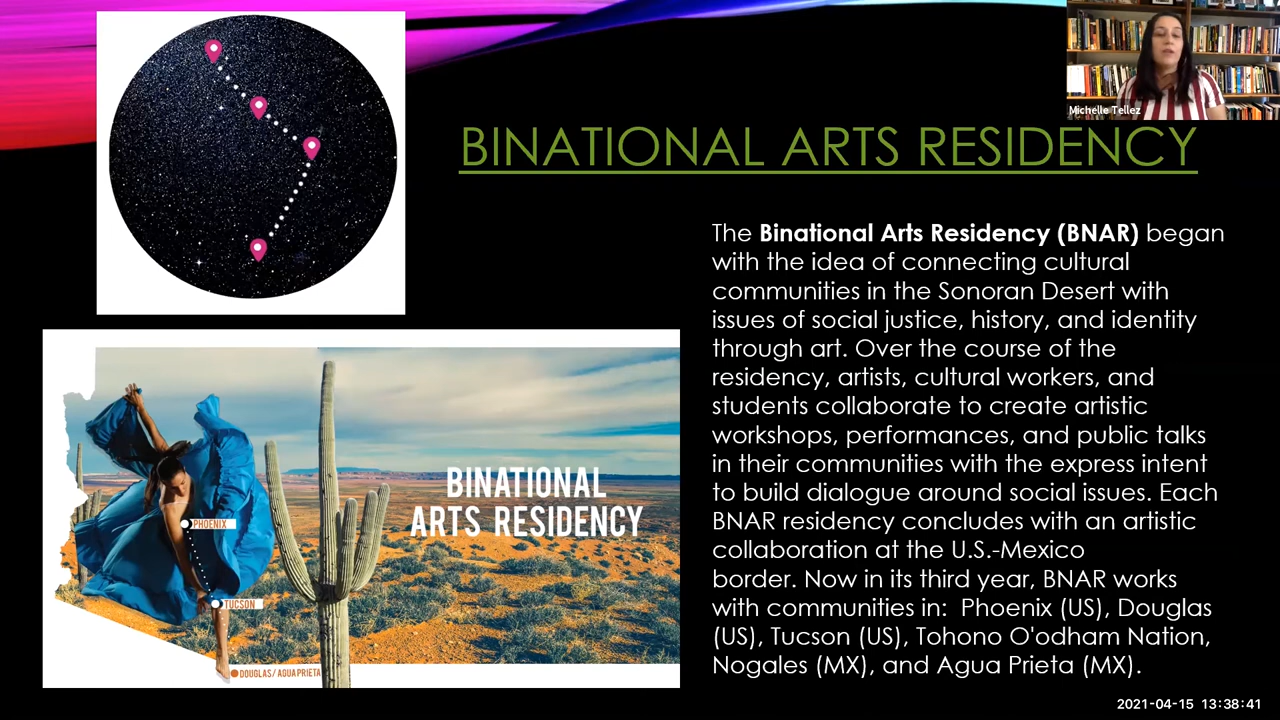 Michelle Tellez
BINATIONAL ARTS RESIDENCY
The Binational Arts Residency (BNAR) began
with the idea of connecting cultural
communities in the Sonoran Desert with
issues of social justice, history, and identity
through art. Over the course of the
residency, artists, cultural workers, and
students collaborate to create artistic
workshops, performances, and public talks
in their communities with the express intent
to build dialogue around social issues. Each
BNAR residency concludes with an artistic
collaboration at the U.S.-Mexico
border. Now in its third year, BNAR works
with communities in:  Phoenix (US), Douglas
(US), Tucson (US), Tohono O'odham Nation,
Nogales (MX), and Agua Prieta (MX).
BINATIONAL
ARTS RESIDENCY
PHOENIX
TUCSON
DOUGLAS / AGUA PRIETA
2021-04-15 13:38:41